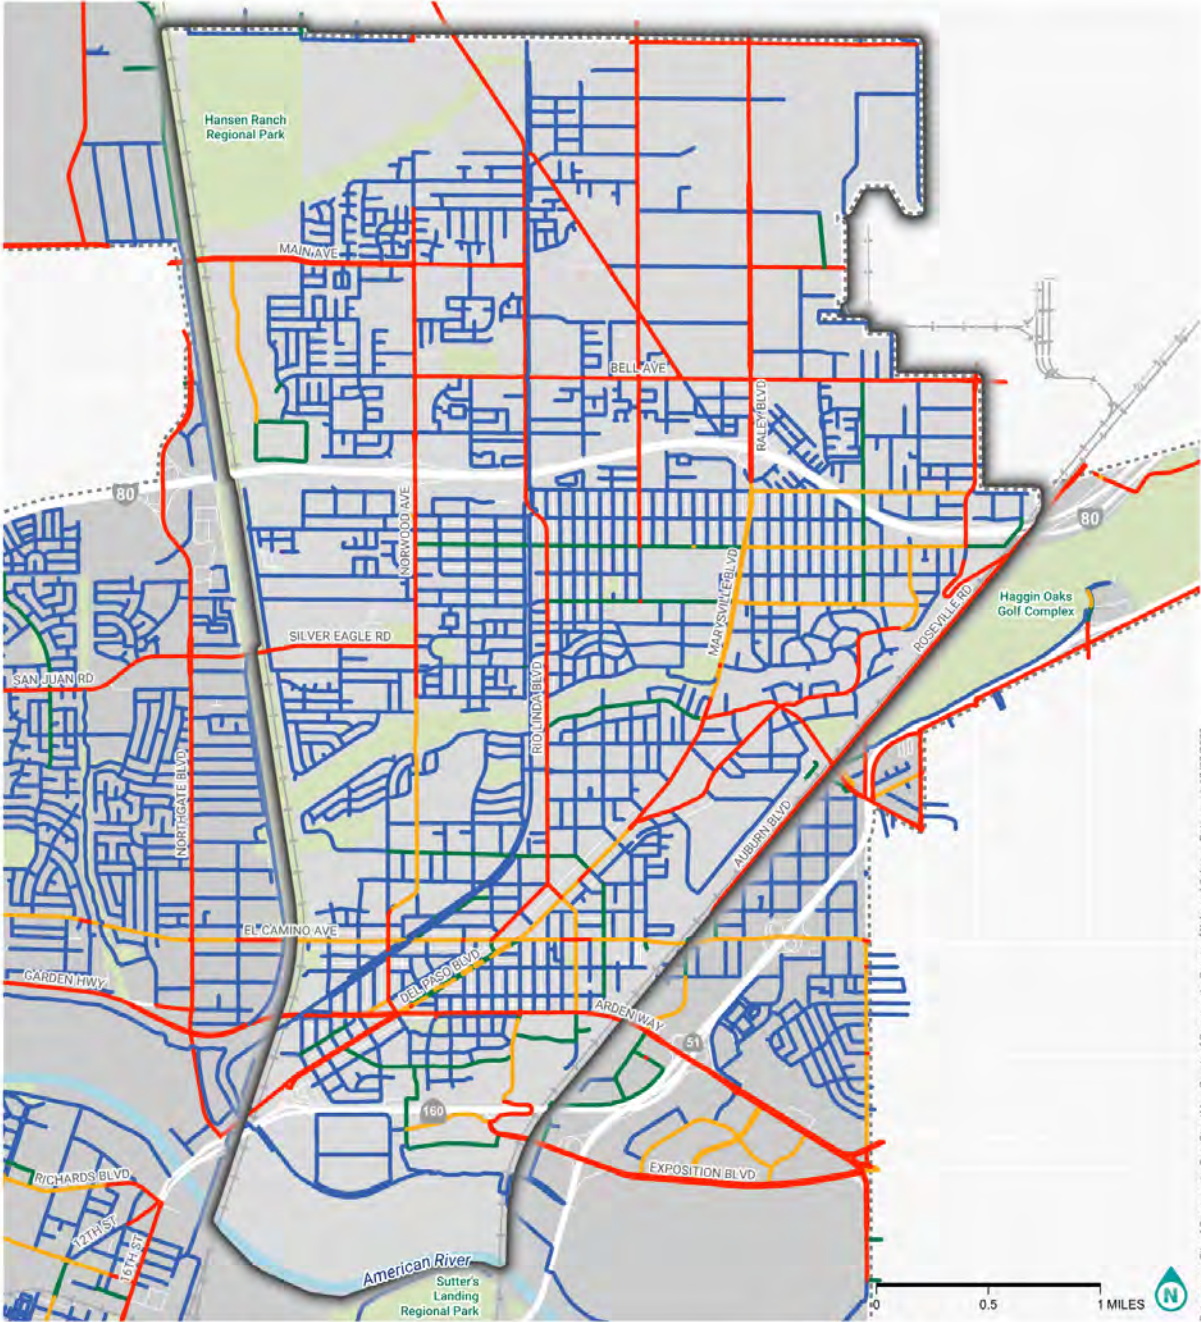 Hansen Ranch
Regional Park
MAIN AVE
BELL AVE
RALEY BLVD
80
NORWOOD AVE
80
MARYSVILLE BLVD
ROSEVILLE RD
Haggin Oaks
Golf Complex
SILVER EAGLE RD
SAN JUAN RD
RIO LINDA BLVD
NORTHGATE BLVD
AUBURN BLVD
EL CAMINO AVE
DEL PASO BLVD
GARDEN HWY
ARDEN WAY
51
160
RICHARDS BLVD
EXPOSITION BLVD
12TH ST
16TH ST
American River
Sutter's
Landing
Regional Park
0 0.5 1 MILES
N